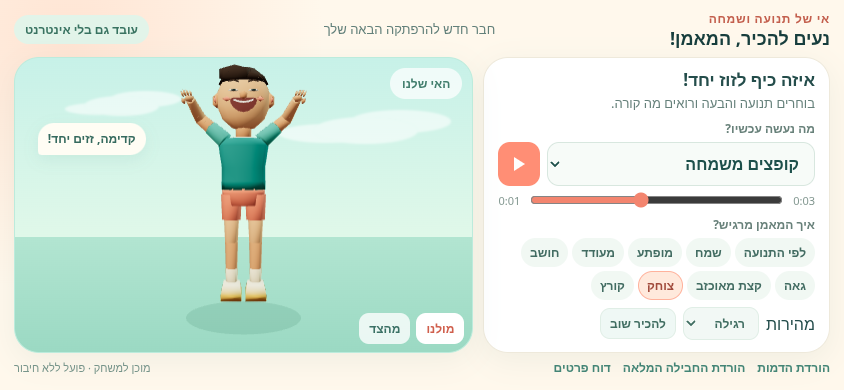 אי של תנועה ושמחה
נעים להכיר, המאמן!
חבר חדש להרפתקה הבאה שלך
עובד גם בלי אינטרנט
איזה כיף לזוז יחד!
בוחרים תנועה והבעה ורואים מה קורה.
מה נעשה עכשיו?
קופצים משמחה
0:03
0:01
איך המאמן מרגיש?
לפי התנועה
שמח
מופתע
מעודד
חושב
גאה
קצת מאוכזב
צוחק
קורץ
מהירות
רגילה
להכיר שוב
האי שלנו
קדימה, זזים יחד!
מולנו
מהצד
הורדת הדמות
הורדת החבילה המלאה
דוח פרטים
מוכן למשחק · פועל ללא חיבור